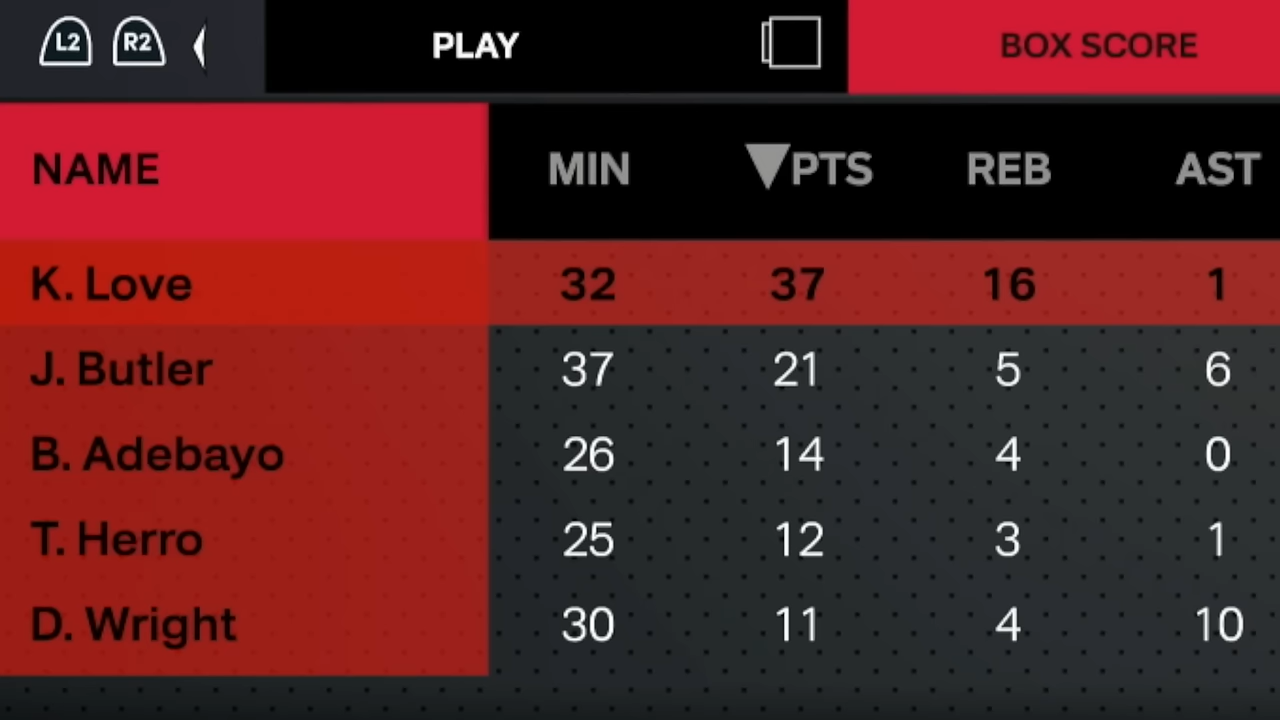 L2 R2 PLAY BOX SCORE
NAME MIN ▼PTS REB AST
K. Love 32 37 16 1
J. Butler 37 21 5 6
B. Adebayo 26 14 4 0
T. Herro 25 12 3 1
D. Wright 30 11 4 10